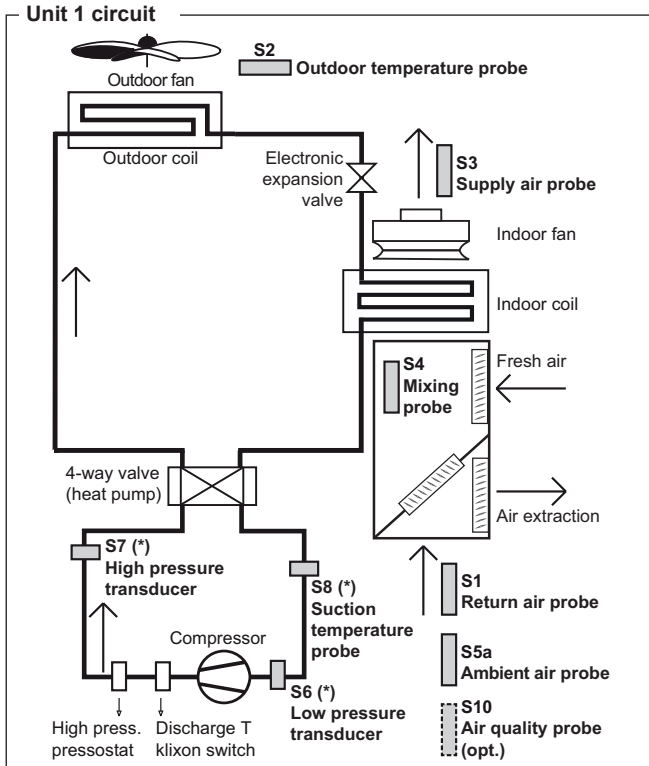 Unit 1 circuit
S2
Outdoor temperature probe
Outdoor fan
Outdoor coil
Electronic
expansion
valve
S3
Supply air probe
Indoor fan
Indoor coil
S4
Mixing
probe
Fresh air
Air extraction
4-way valve
(heat pump)
S7 (*)
High pressure
transducer
S8 (*)
Suction
temperature
probe
Compressor
S6 (*)
Low pressure
transducer
High press.
pressostat
Discharge T
klixon switch
S1
Return air probe
S5a
Ambient air probe
S10
Air quality probe
(opt.)